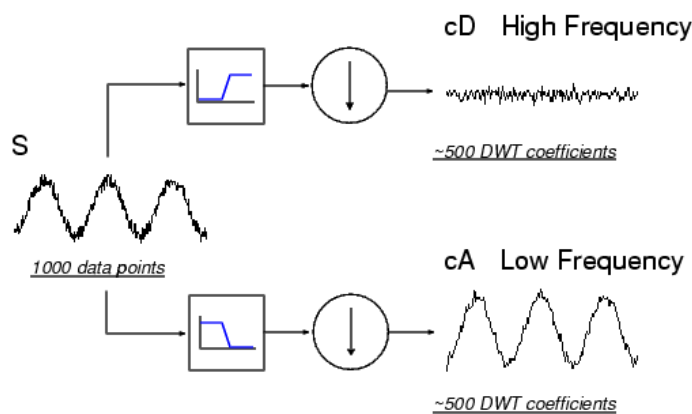 cD High Frequency
~500 DWT coefficients
S
1000 data points
cA Low Frequency
~500 DWT coefficients